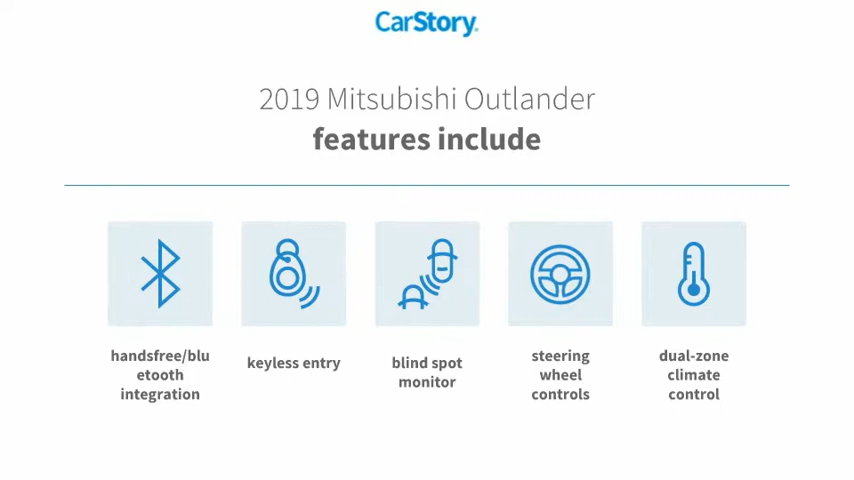 CarStory.
2019 Mitsubishi Outlander
features include
handsfree/blu
etooth
integration
keyless entry
blind spot
monitor
steering
wheel
controls
dual-zone
climate
control